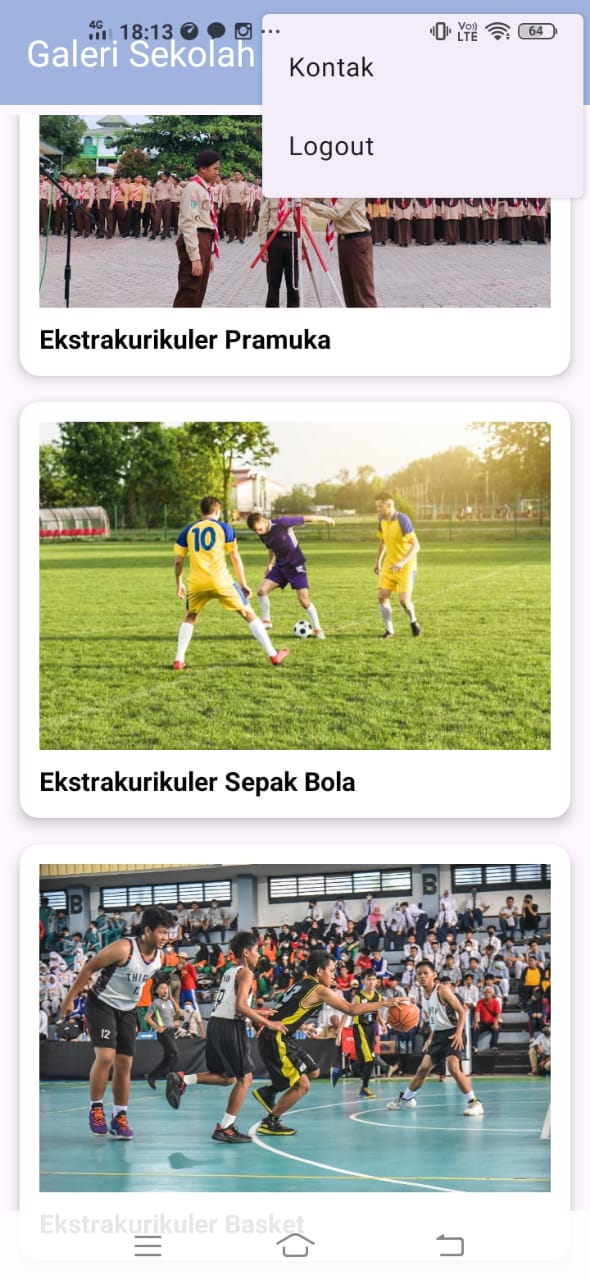 4G 18:13 Vo)) LTE 64
Galeri Sekolah
Kontak
Logout
Ekstrakurikuler Pramuka
10
Ekstrakurikuler Sepak Bola
B
B
THIF
12
Ekstrakurikuler Basket